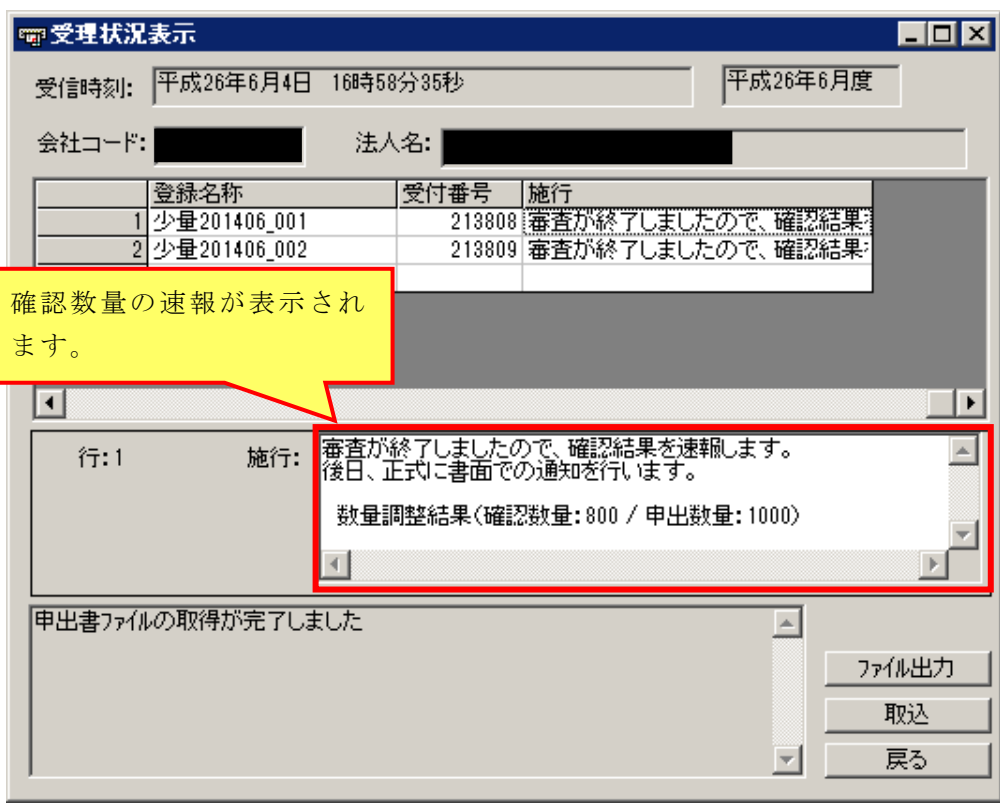 受理状況表示
受信時刻: 平成26年6月4日 16時58分35秒 平成26年6月度
会社コード: 法人名:
登録名称 受付番号 施行
1 少量201406_001 213808 審査が終了しましたので、確認結果を
2 少量201406_002 213809 審査が終了しましたので、確認結果を
確認数量の速報が表示され
ます。
行:1 施行: 審査が終了しましたので、確認結果を速報します。
後日、正式に書面での通知を行います。
数量調整結果(確認数量:800 / 申出数量:1000)
申出書ファイルの取得が完了しました
ファイル出力
取込
戻る